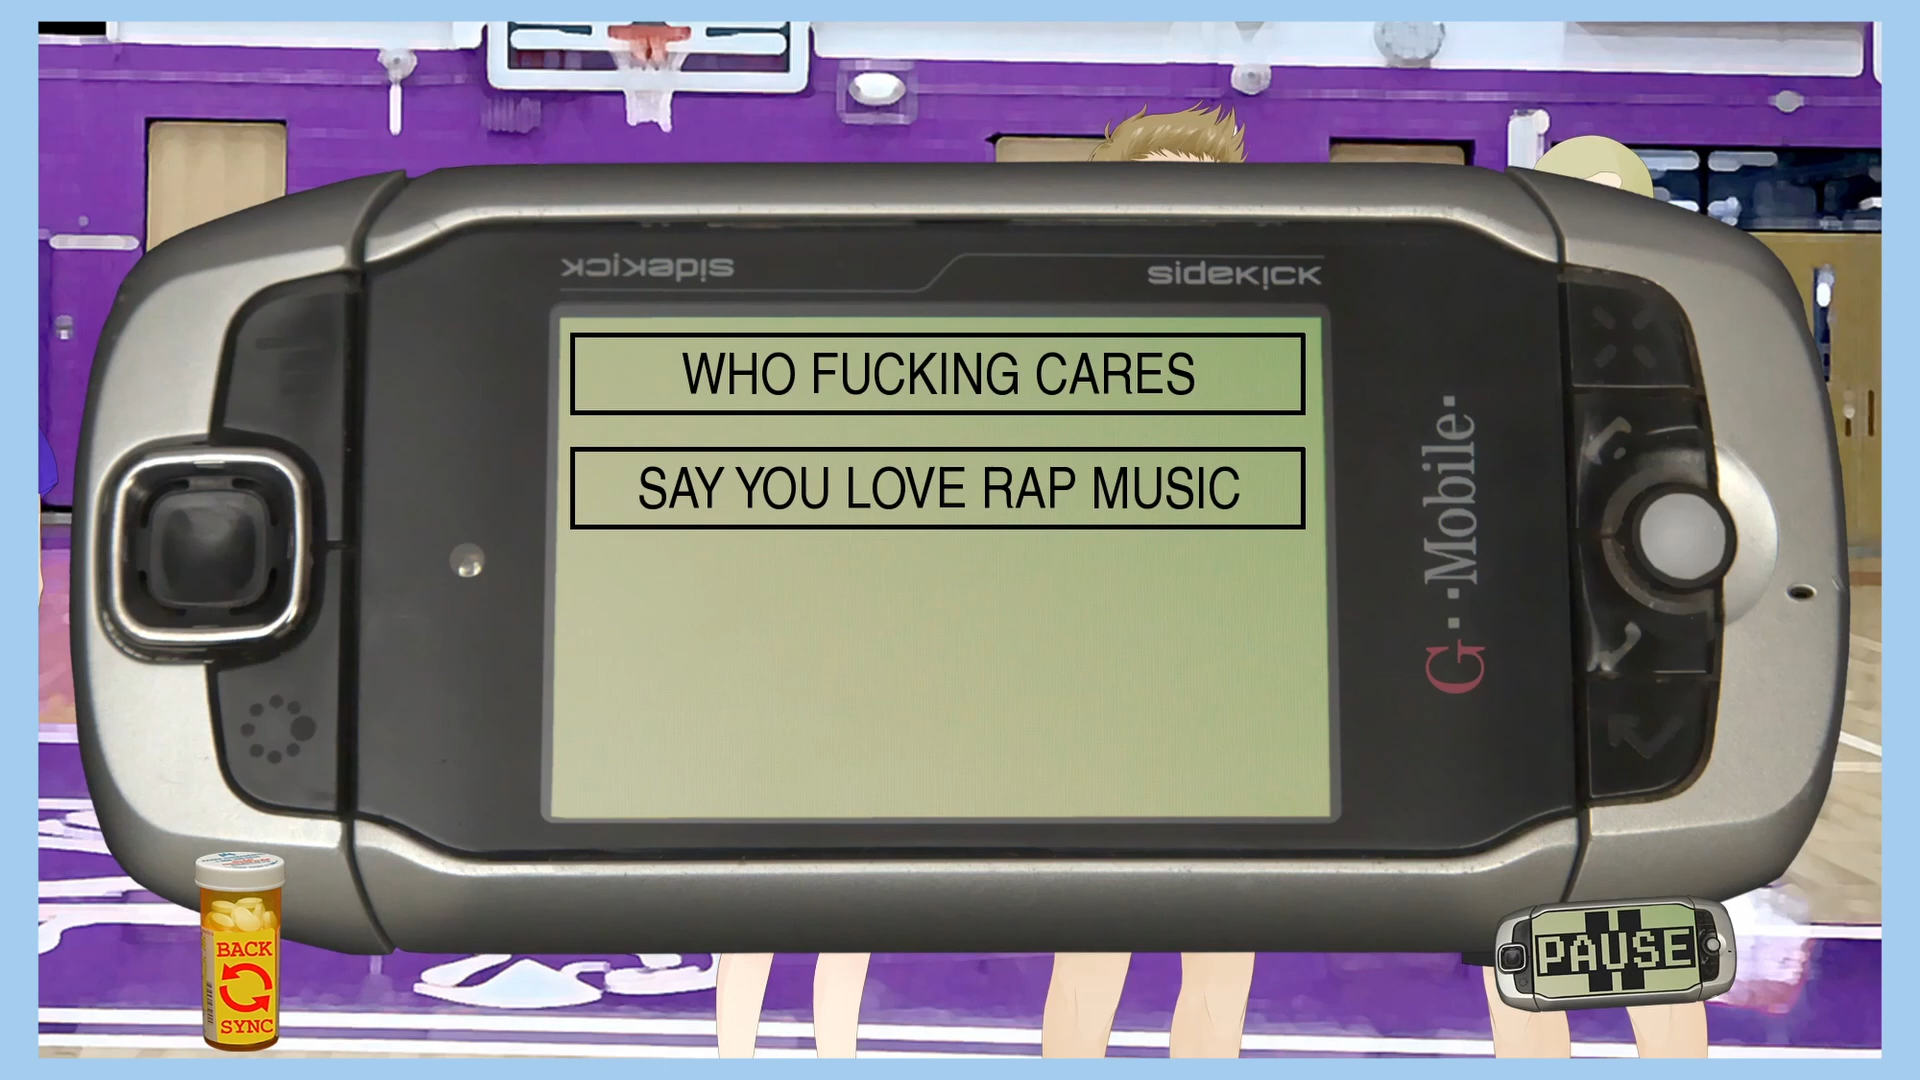 sidekick
sidekick
WHO FUCKING CARES
SAY YOU LOVE RAP MUSIC
G··Mobile·
BACK
SYNC
PAUSE